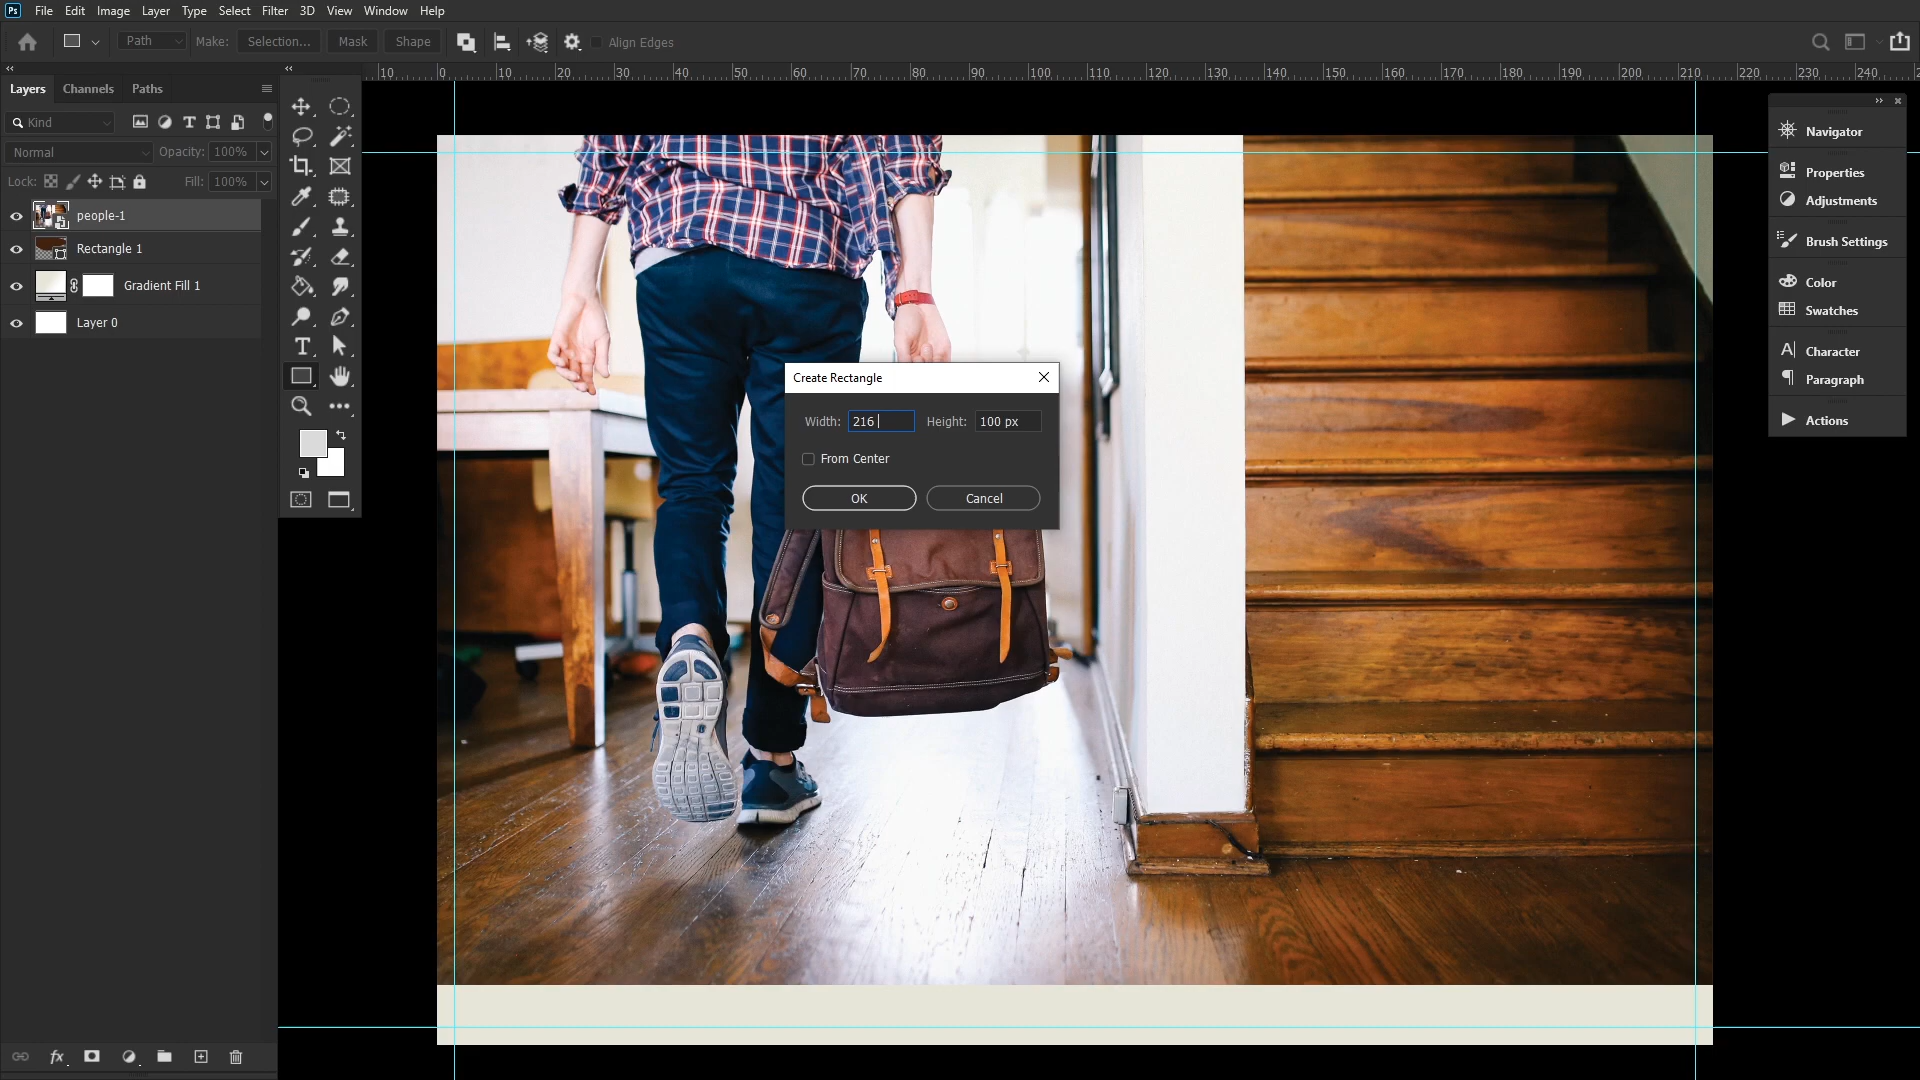 Ps File Edit Image Layer Type Select Filter 3D View Window Help
Path Make: Selection... Mask Shape Align Edges
10 0 10 20 30 40 50 60 70 80 90 100 110 120 130 140 150 160 170 180 190 200 210 220 230 240
Layers Channels Paths
Kind
Normal Opacity: 100%
Lock: Fill: 100%
people-1
Rectangle 1
Gradient Fill 1
Layer 0
fx
Create Rectangle
Width: 216 Height: 100 px
From Center
OK Cancel
Navigator
Properties
Adjustments
Brush Settings
Color
Swatches
Character
Paragraph
Actions